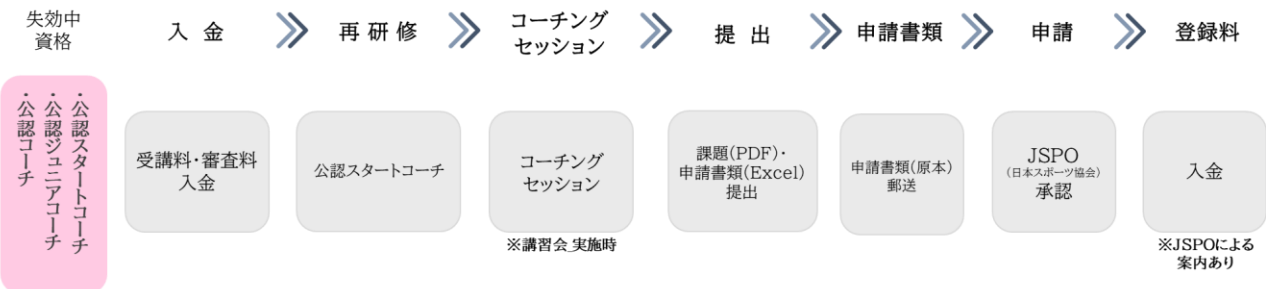 失効中
資格
入 金
再 研 修
コーチング
セッション
提 出
申請書類
申請
登録料
・公認スタートコーチ
・公認ジュニアコーチ
・公認コーチ
受講料・審査料
入金
公認スタートコーチ
コーチング
セッション
※講習会 実施時
課題(PDF)・
申請書類(Excel)
提出
申請書類(原本)
郵送
JSPO
(日本スポーツ協会)
承認
入金
※JSPOによる
案内あり